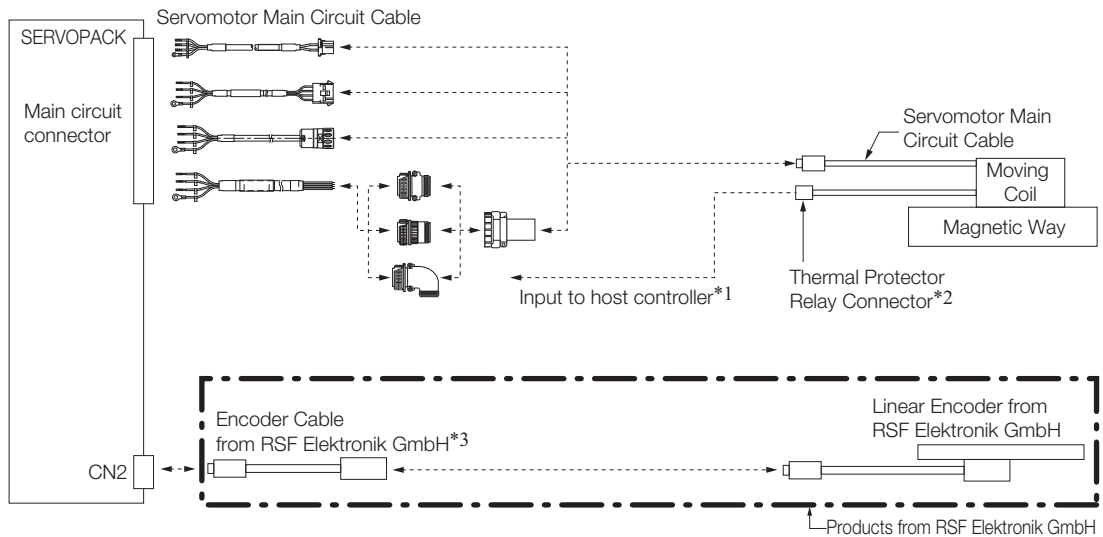 Servomotor Main Circuit Cable
SERVOPACK
Main circuit
connector
Servomotor Main
Circuit Cable
Moving
Coil
Magnetic Way
Thermal Protector
Relay Connector*2
Input to host controller*1
Encoder Cable
from RSF Elektronik GmbH*3
Linear Encoder from
RSF Elektronik GmbH
CN2
Products from RSF Elektronik GmbH